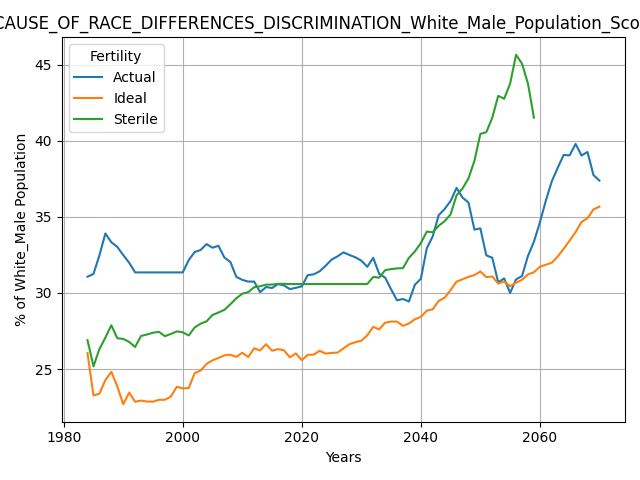 CAUSE_OF_RACE_DIFFERENCES_DISCRIMINATION_White_Male_Population_Sco
Fertility
Actual
Ideal
Sterile
% of White_Male Population
45
40
35
30
25
1980 2000 2020 2040 2060
Years